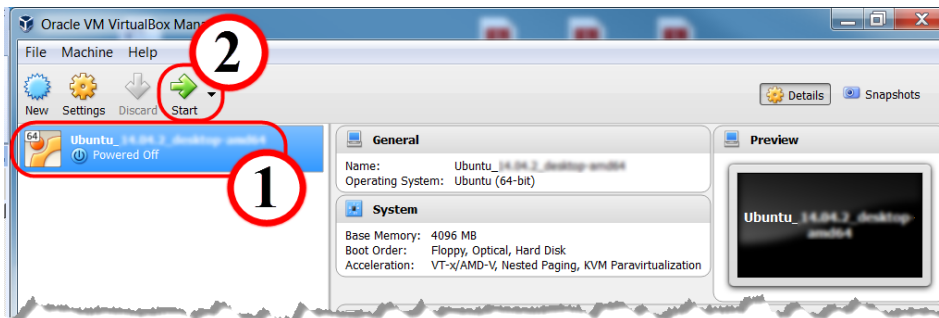 Oracle VM VirtualBox Man
File Machine Help
2
New Settings Discard Start
Details
Snapshots
64
Ubuntu_
Powered Off
1
General
Name: Ubuntu_
Operating System: Ubuntu (64-bit)
System
Base Memory: 4096 MB
Boot Order: Floppy, Optical, Hard Disk
Acceleration: VT-x/AMD-V, Nested Paging, KVM Paravirtualization
Preview
Ubuntu_